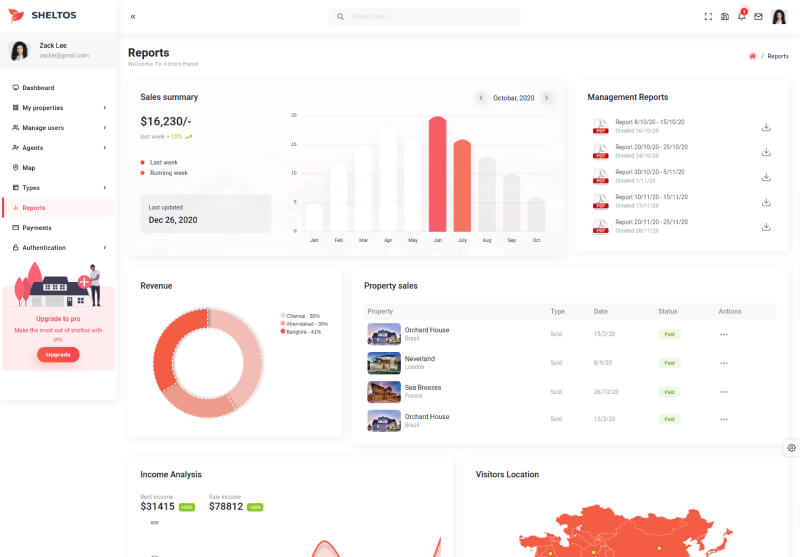 SHELTOS
«
Search here..
2
Zack Lee
zackle@gmail.com
Dashboard
My properties
Manage users
Agents
Map
Types
Reports
Payments
Authentication
Upgrade to pro
Make the most out of sheltos with
pro
Upgrade
Reports
Welcome To Admin Panel
/ Reports
Sales summary
October, 2020
$16,230/-
last week +10%
Last week
Running week
Last updated
Dec 26, 2020
20
15
10
5
0
Jan Feb Mar Apr May Jun July Aug Sep Oct
Management Reports
PDF
Report 8/10/20 - 15/10/20
Created 16/10/20
PDF
Report 20/10/20 - 25/10/20
Created 24/10/20
PDF
Report 30/10/20 - 5/11/20
Created 1/11/20
PDF
Report 10/11/20 - 15/11/20
Created 17/11/20
PDF
Report 20/11/20 - 25/11/20
Created 28/11/20
Revenue
Channai - 50%
Ahemdabad - 30%
Banglore - 41%
Property sales
Property Type Date Status Actions
Orchard House
Brazil
Sold 15/2/20 Paid
Neverland
London
Sold 8/9/20 Paid
Sea Breezes
France
Sold 26/10/20 Paid
Orchard House
Brazil
Sold 15/2/20 Paid
Income Analysis
Rent income
$31415 +20%
Sale income
$78812 +20%
Visitors Location